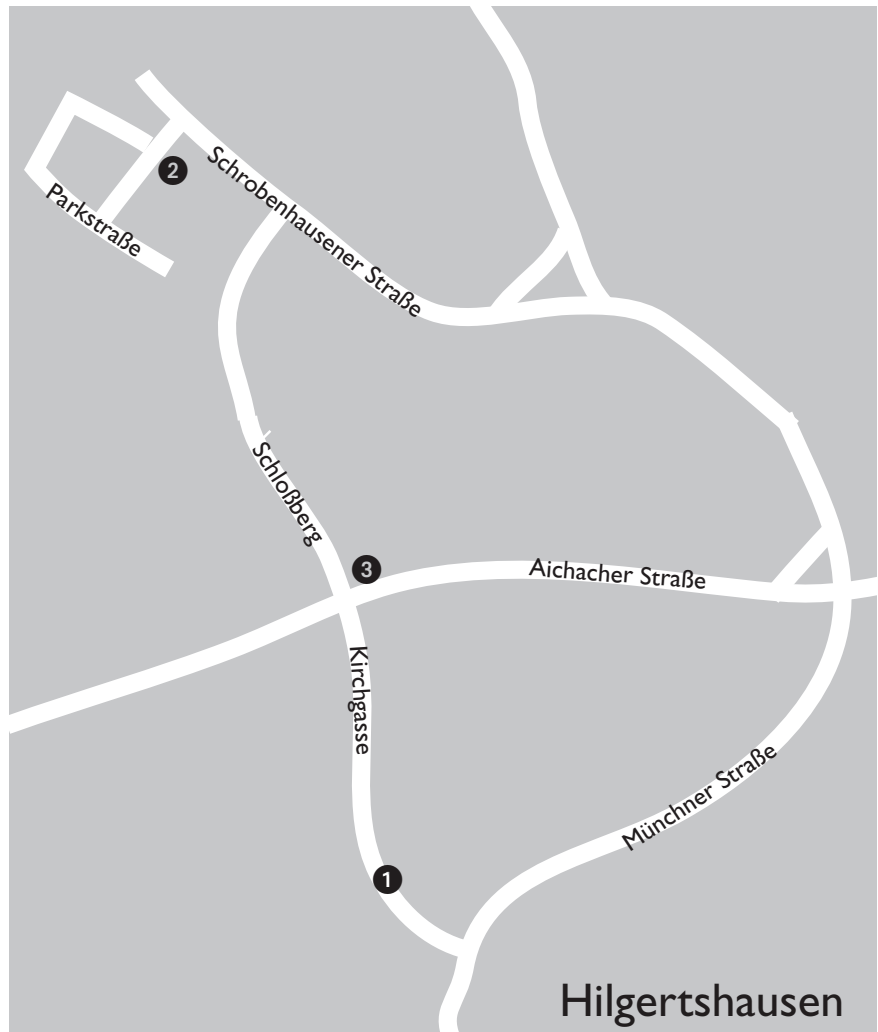 2
Schrobenhausener Straße
Parkstraße
Schloßberg
3
Aichacher Straße
Kirchgasse
Münchner Straße
1
Hilgertshausen